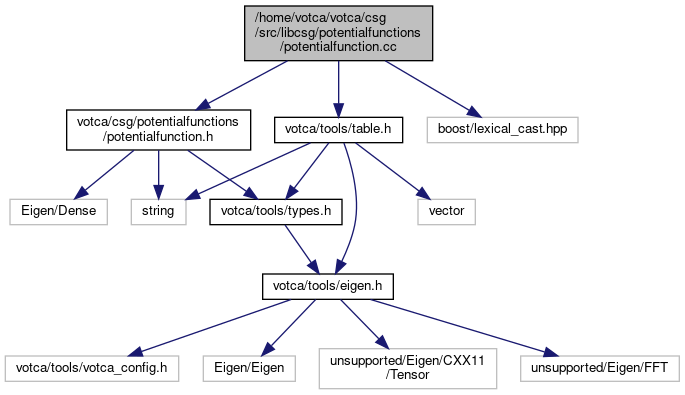 /home/votca/votca/csg
/src/libcsg/potentialfunctions
/potentialfunction.cc
votca/csg/potentialfunctions
/potentialfunction.h
votca/tools/table.h
boost/lexical_cast.hpp
Eigen/Dense
string
votca/tools/types.h
vector
votca/tools/eigen.h
votca/tools/votca_config.h
Eigen/Eigen
unsupported/Eigen/CXX11
/Tensor
unsupported/Eigen/FFT